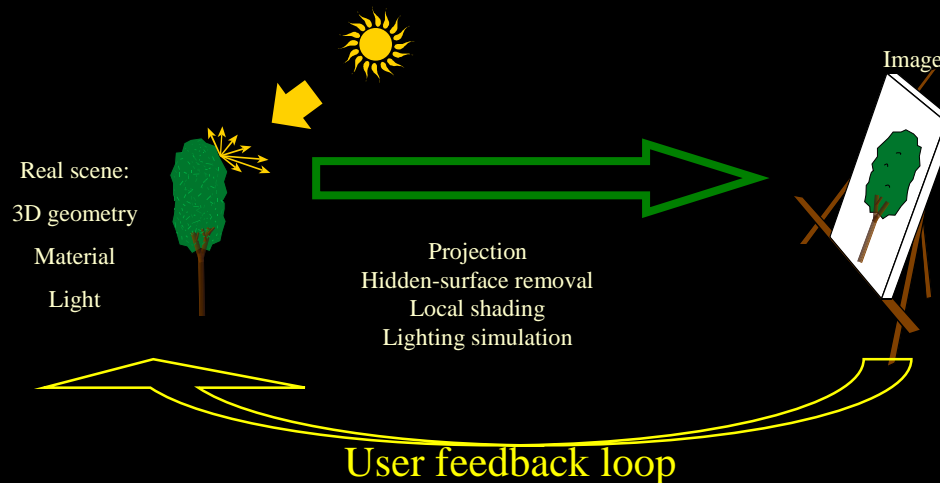 Image
Real scene:
3D geometry
Material
Light
Projection
Hidden-surface removal
Local shading
Lighting simulation
User feedback loop